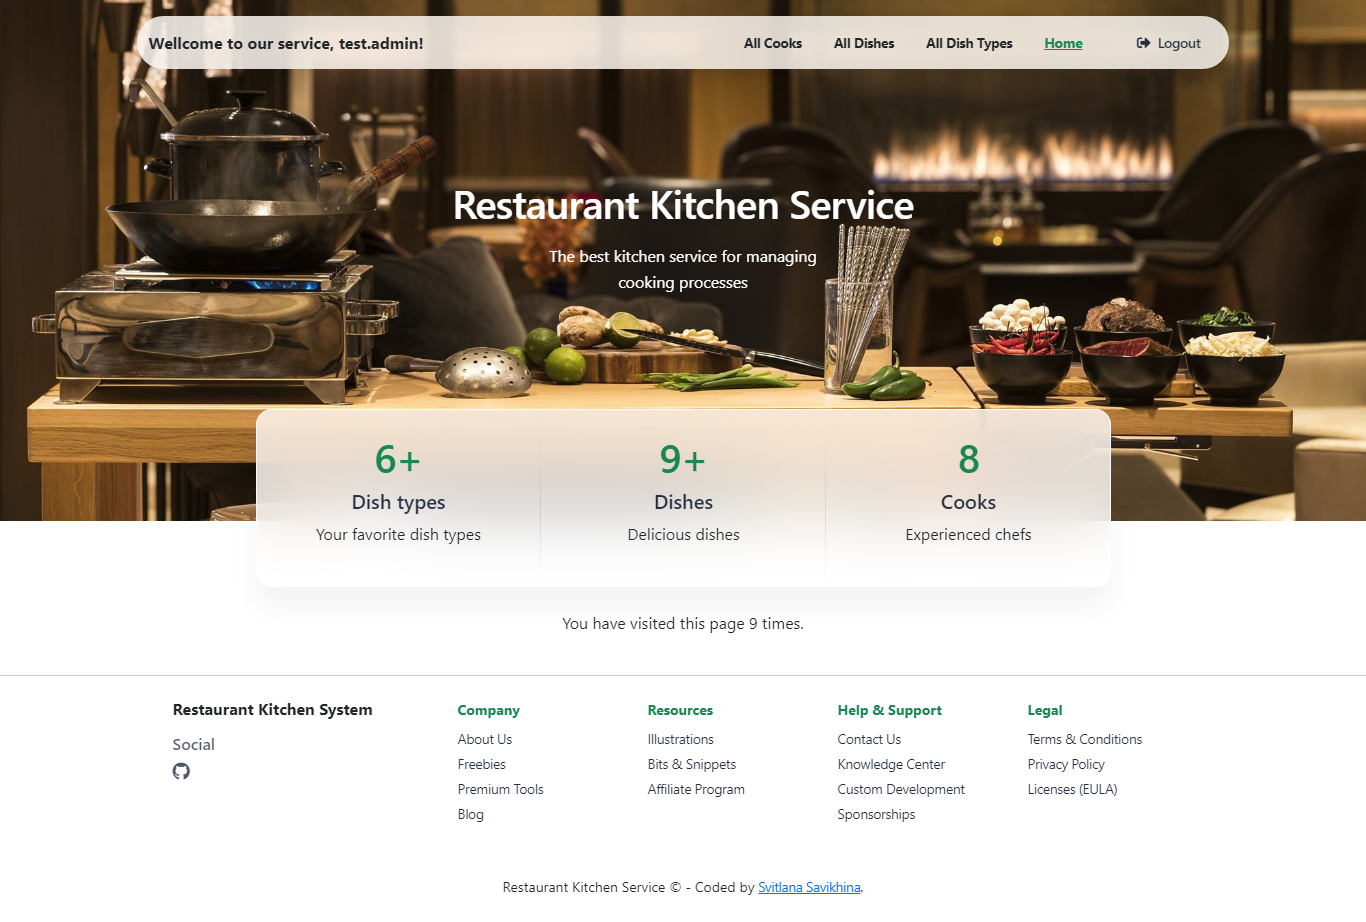 Wellcome to our service, test.admin!
All Cooks
All Dishes
All Dish Types
Home
Logout
Restaurant Kitchen Service
The best kitchen service for managing
cooking processes
6+
Dish types
Your favorite dish types
9+
Dishes
Delicious dishes
8
Cooks
Experienced chefs
You have visited this page 9 times.
Restaurant Kitchen System
Social
Company
About Us
Freebies
Premium Tools
Blog
Resources
Illustrations
Bits & Snippets
Affiliate Program
Help & Support
Contact Us
Knowledge Center
Custom Development
Sponsorships
Legal
Terms & Conditions
Privacy Policy
Licenses (EULA)
Restaurant Kitchen Service © - Coded by Svitlana Savikhina.